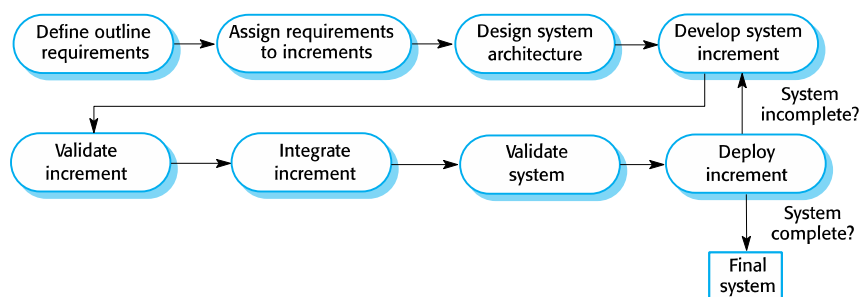 Define outline
requirements
Assign requirements
to increments
Design system
architecture
Develop system
increment
System
incomplete?
Validate
increment
Integrate
increment
Validate
system
Deploy
increment
System
complete?
Final
system